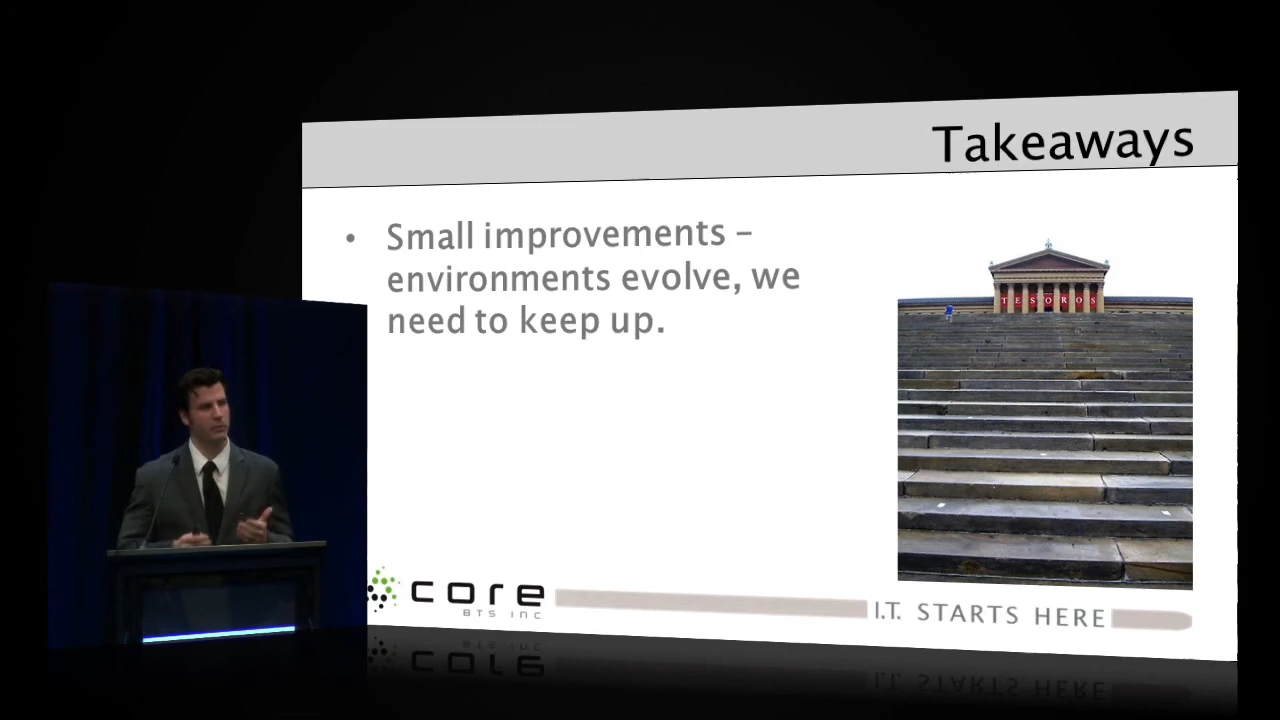 Takeaways
• Small improvements –
environments evolve, we
need to keep up.
TESOROS
core
BTS INC
I.T. STARTS HERE